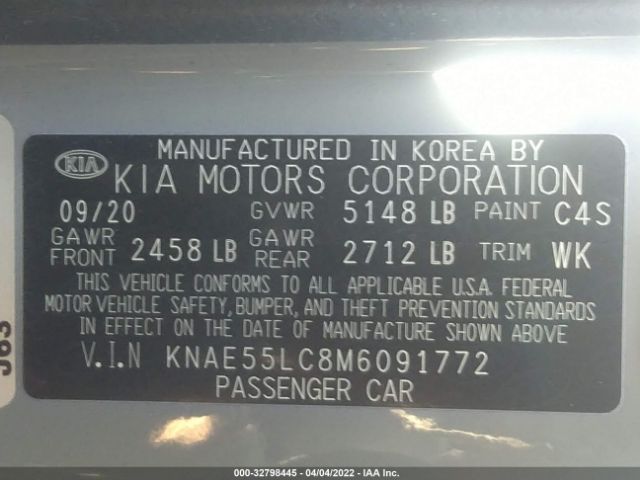 MANUFACTURED IN KOREA BY
KIA KIA MOTORS CORPORATION
09/20 GVWR 5148 LB PAINT C4S
GAWR FRONT 2458 LB GAWR REAR 2712 LB TRIM WK
THIS VEHICLE CONFORMS TO ALL APPLICABLE U.S.A. FEDERAL
MOTOR VEHICLE SAFETY, BUMPER, AND THEFT PREVENTION STANDARDS
IN EFFECT ON THE DATE OF MANUFACTURE SHOWN ABOVE
V.I.N KNAE55LC8M6091772
PASSENGER CAR
J63
000-32798445 - 04/04/2022 - IAA Inc.